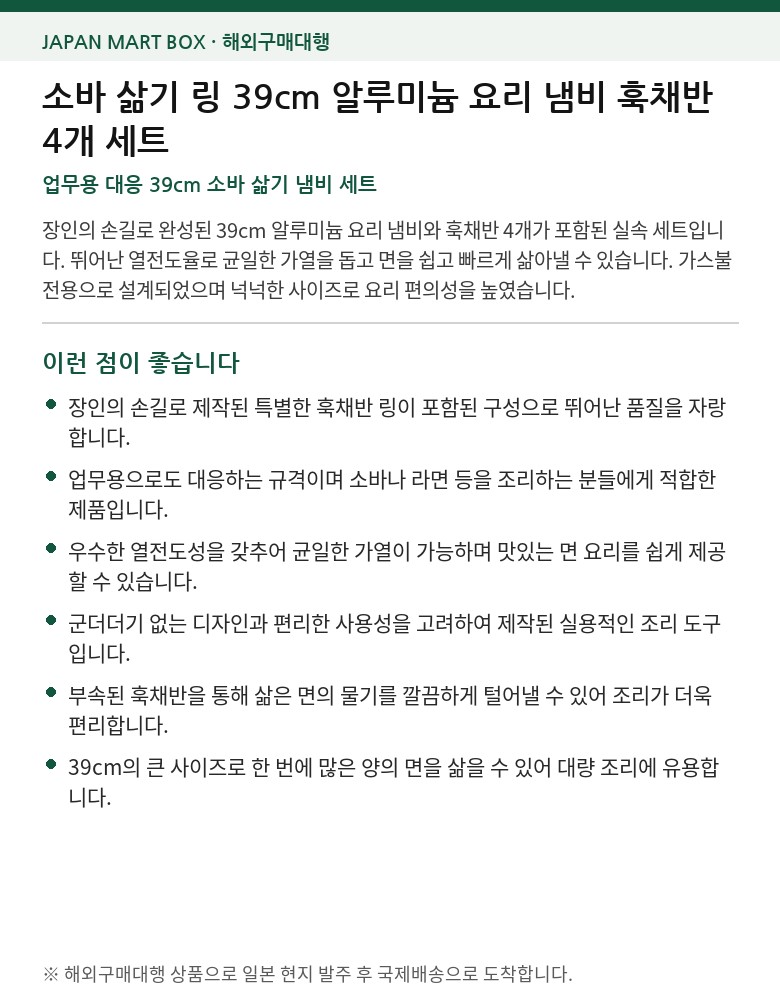 JAPAN MART BOX · 해외구매대행
소바 삶기 링 39cm 알루미늄 요리 냄비 훅채반
4개 세트
업무용 대응 39cm 소바 삶기 냄비 세트
장인의 손길로 완성된 39cm 알루미늄 요리 냄비와 훅채반 4개가 포함된 실속 세트입니
다. 뛰어난 열전도율로 균일한 가열을 돕고 면을 쉽고 빠르게 삶아낼 수 있습니다. 가스불
전용으로 설계되었으며 넉넉한 사이즈로 요리 편의성을 높였습니다.
이런 점이 좋습니다
● 장인의 손길로 제작된 특별한 훅채반 링이 포함된 구성으로 뛰어난 품질을 자랑
합니다.
● 업무용으로도 대응하는 규격이며 소바나 라면 등을 조리하는 분들에게 적합한
제품입니다.
● 우수한 열전도성을 갖추어 균일한 가열이 가능하며 맛있는 면 요리를 쉽게 제공
할 수 있습니다.
● 군더더기 없는 디자인과 편리한 사용성을 고려하여 제작된 실용적인 조리 도구
입니다.
● 부속된 훅채반을 통해 삶은 면의 물기를 깔끔하게 털어낼 수 있어 조리가 더욱
편리합니다.
● 39cm의 큰 사이즈로 한 번에 많은 양의 면을 삶을 수 있어 대량 조리에 유용합
니다.
※ 해외구매대행 상품으로 일본 현지 발주 후 국제배송으로 도착합니다.